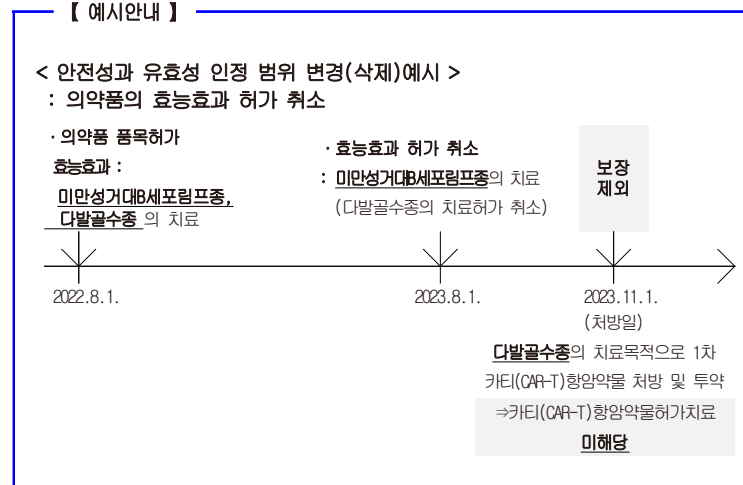 【 예시안내 】
< 안전성과 유효성 인정 범위 변경(삭제)예시 >
: 의약품의 효능효과 허가 취소
· 의약품 품목허가
효능효과 :
미만성거대B세포림프종,
다발골수종 의 치료
· 효능효과 허가 취소
: 미만성거대B세포림프종의 치료
(다발골수종의 치료허가 취소)
보장
제외
2022.8.1.
2023.8.1.
2023.11.1.
(처방일)
다발골수종의 치료목적으로 1차
카티(CAR-T)항암약물 처방 및 투약
⇒카티(CAR-T)항암약물허가치료
미해당